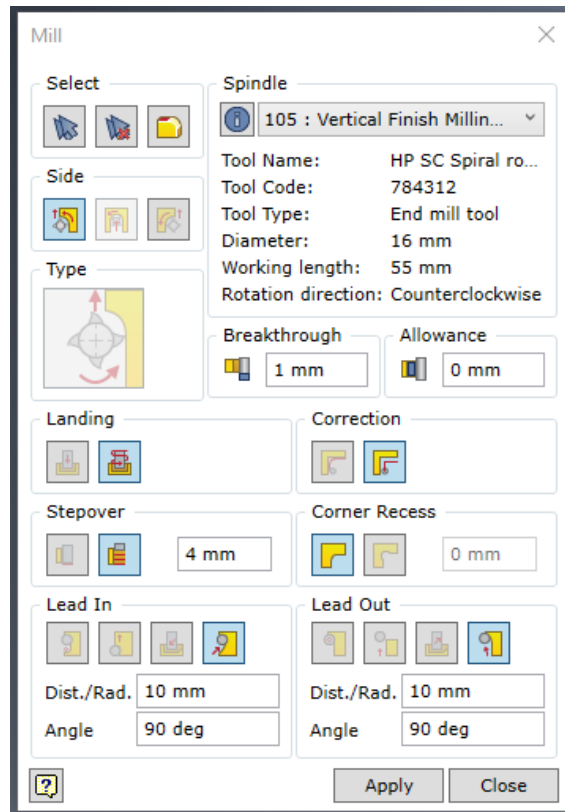 Mill
Select
Spindle
105 : Vertical Finish Millin...
Tool Name: HP SC Spiral ro...
Tool Code: 784312
Tool Type: End mill tool
Diameter: 16 mm
Working length: 55 mm
Rotation direction: Counterclockwise
Side
Type
Breakthrough
1 mm
Allowance
0 mm
Landing
Correction
Stepover
4 mm
Corner Recess
0 mm
Lead In
Dist./Rad. 10 mm
Angle 90 deg
Lead Out
Dist./Rad. 10 mm
Angle 90 deg
?
Apply
Close